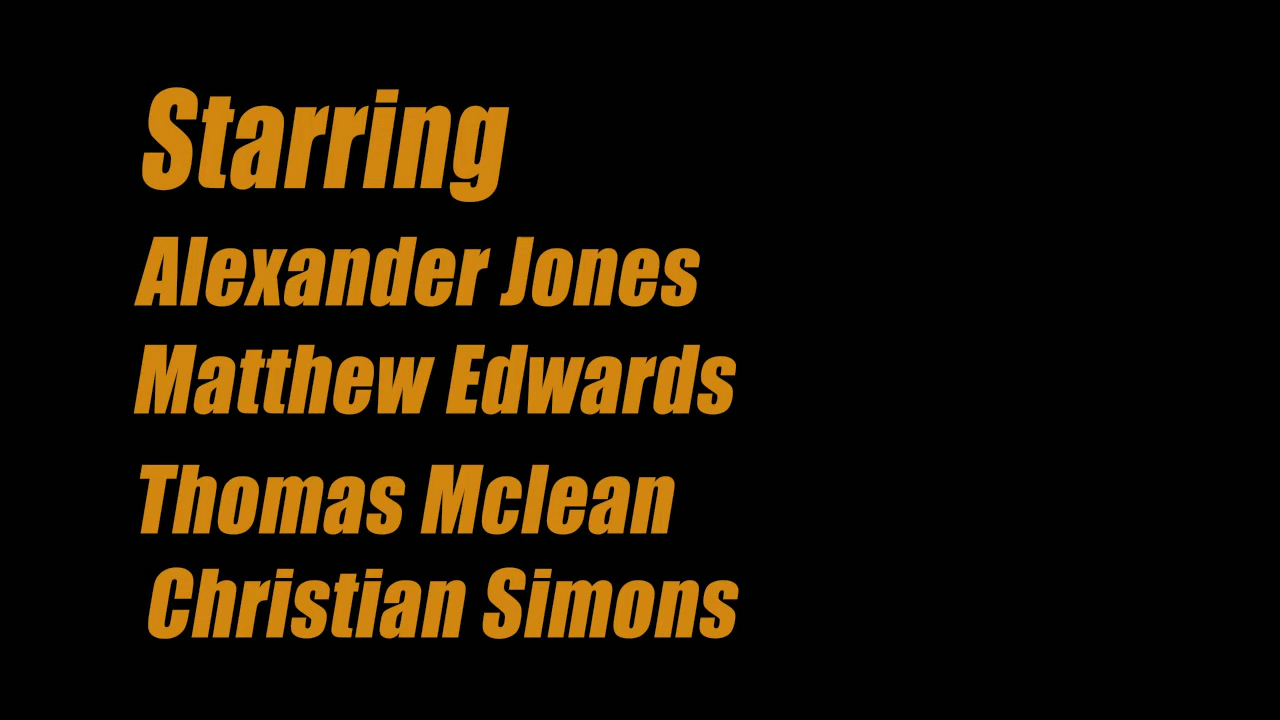 Starring
Alexander Jones
Matthew Edwards
Thomas Mclean
Christian Simons